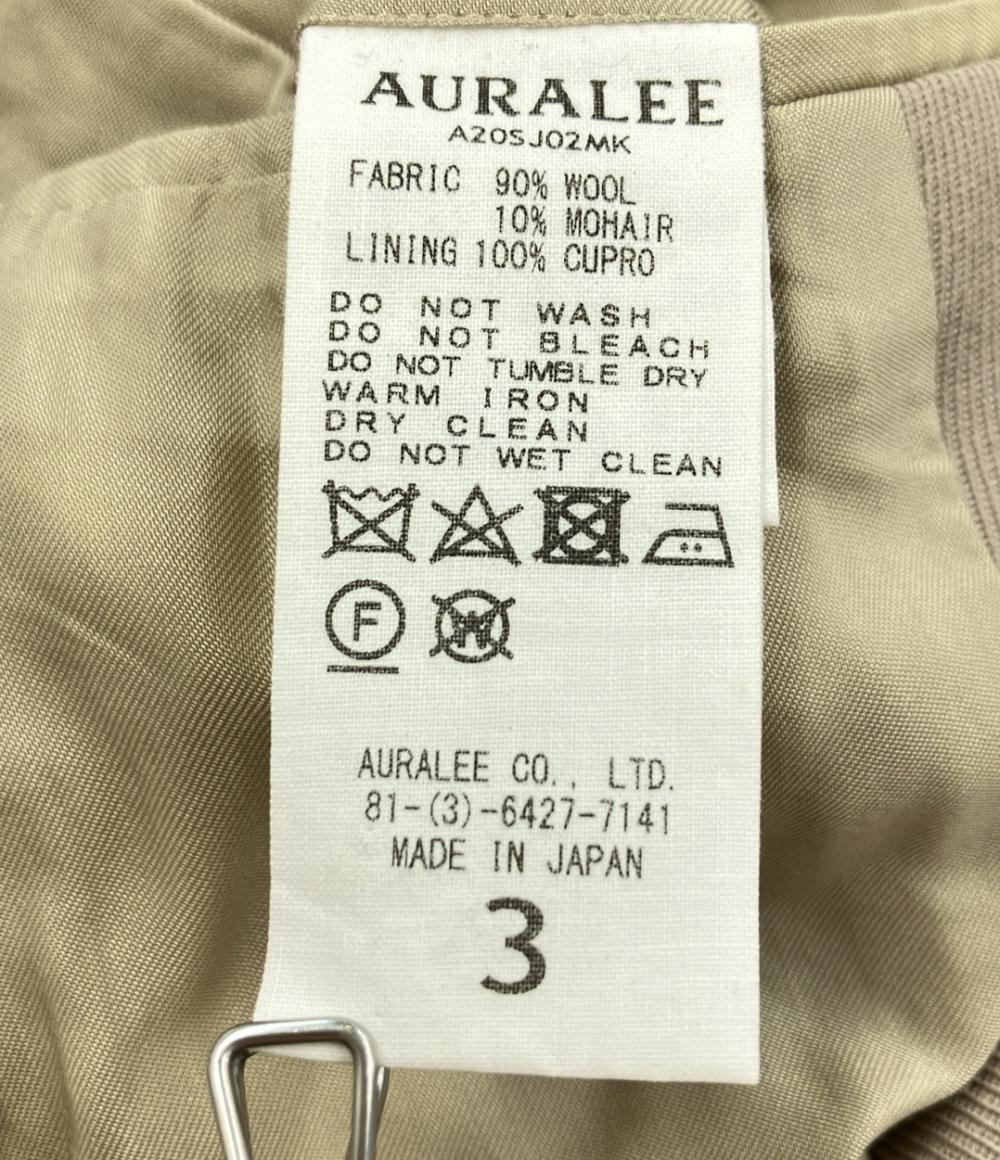 AURALEE
A20SJ02MK
FABRIC 90% WOOL
10% MOHAIR
LINING 100% CUPRO
DO NOT WASH
DO NOT BLEACH
DO NOT TUMBLE DRY
WARM IRON
DRY CLEAN
DO NOT WET CLEAN
F W
AURALEE CO., LTD.
81-(3)-6427-7141
MADE IN JAPAN
3